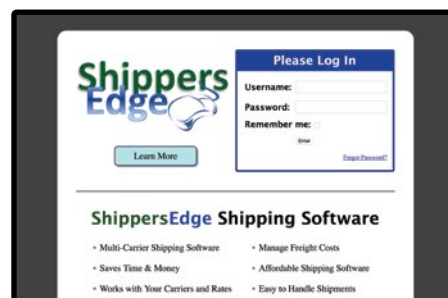 Shippers
Edge
Learn More
Please Log In
Username:
Password:
Remember me:
Enter
Forgot Password?
ShippersEdge Shipping Software
• Multi-Carrier Shipping Software
• Saves Time & Money
• Works with Your Carriers and Rates
• Manage Freight Costs
• Affordable Shipping Software
• Easy to Handle Shipments